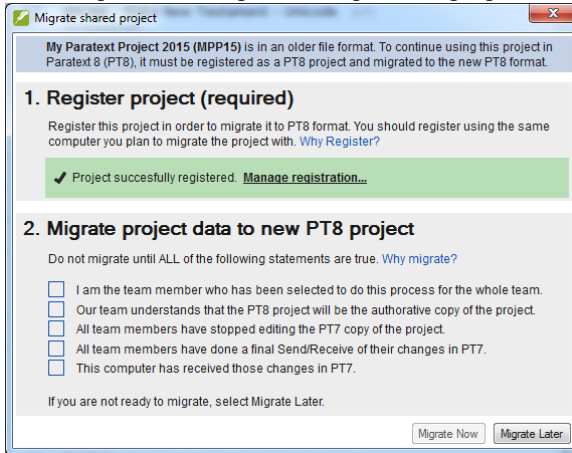 Migrate shared project
My Paratext Project 2015 (MPP15) is in an older file format. To continue using this project in
Paratext 8 (PT8), it must be registered as a PT8 project and migrated to the new PT8 format.
1. Register project (required)
Register this project in order to migrate it to PT8 format. You should register using the same
computer you plan to migrate the project with. Why Register?
✔ Project succesfully registered. Manage registration...
2. Migrate project data to new PT8 project
Do not migrate until ALL of the following statements are true. Why migrate?
I am the team member who has been selected to do this process for the whole team.
Our team understands that the PT8 project will be the authorative copy of the project.
All team members have stopped editing the PT7 copy of the project.
All team members have done a final Send/Receive of their changes in PT7.
This computer has received those changes in PT7.
If you are not ready to migrate, select Migrate Later.
Migrate Now Migrate Later